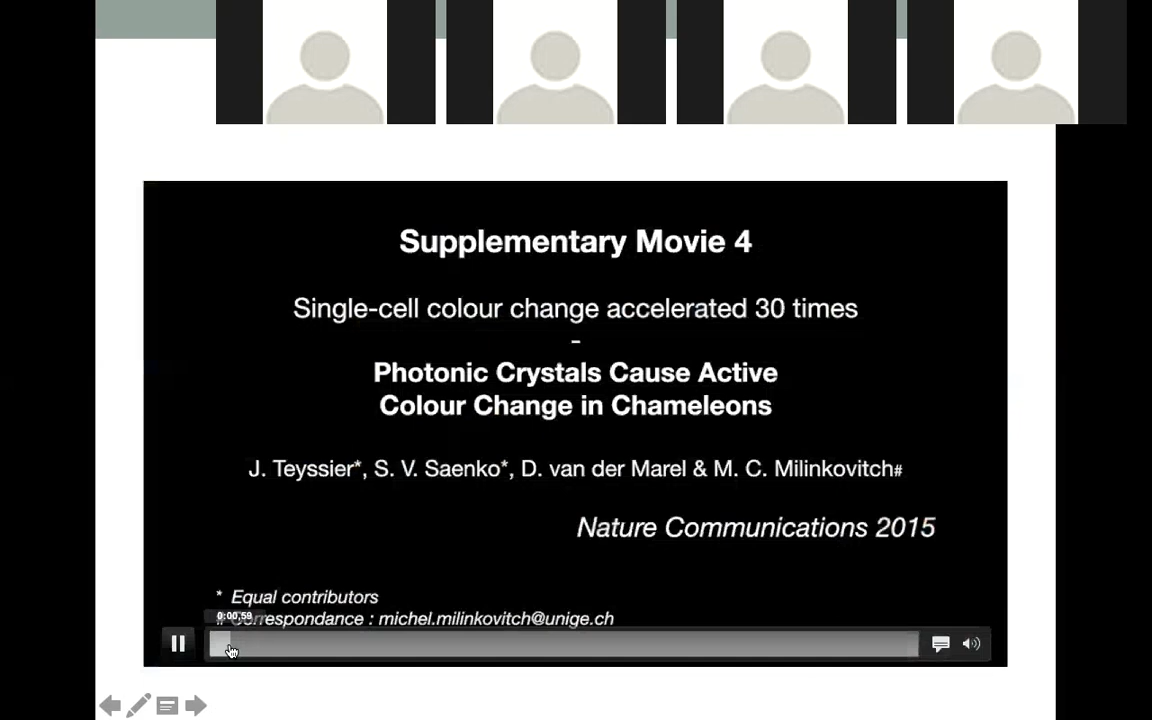 Supplementary Movie 4
Single-cell colour change accelerated 30 times
-
Photonic Crystals Cause Active
Colour Change in Chameleons
J. Teyssier*, S. V. Saenko*, D. van der Marel & M. C. Milinkovitch#
Nature Communications 2015
* Equal contributors
0:00,59
# Correspondance : michel.milinkovitch@unige.ch